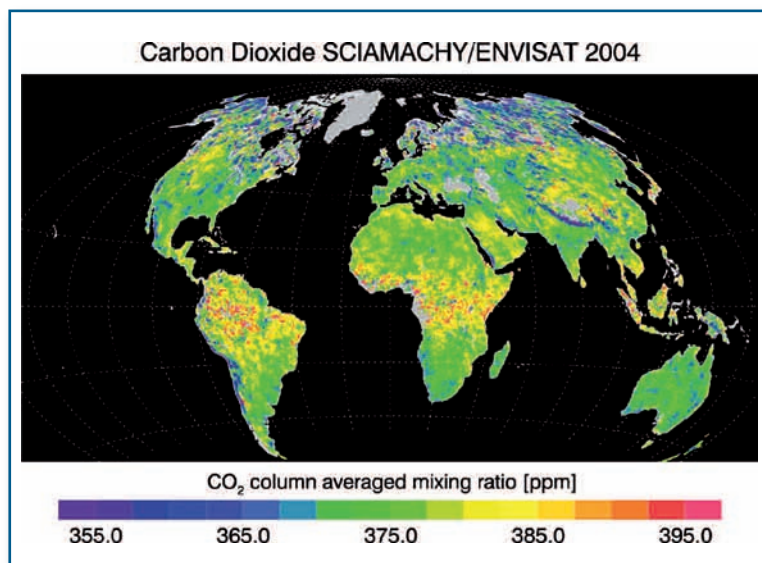 Carbon Dioxide SCIAMACHY/ENVISAT 2004
CO₂ column averaged mixing ratio [ppm]
355.0 365.0 375.0 385.0 395.0